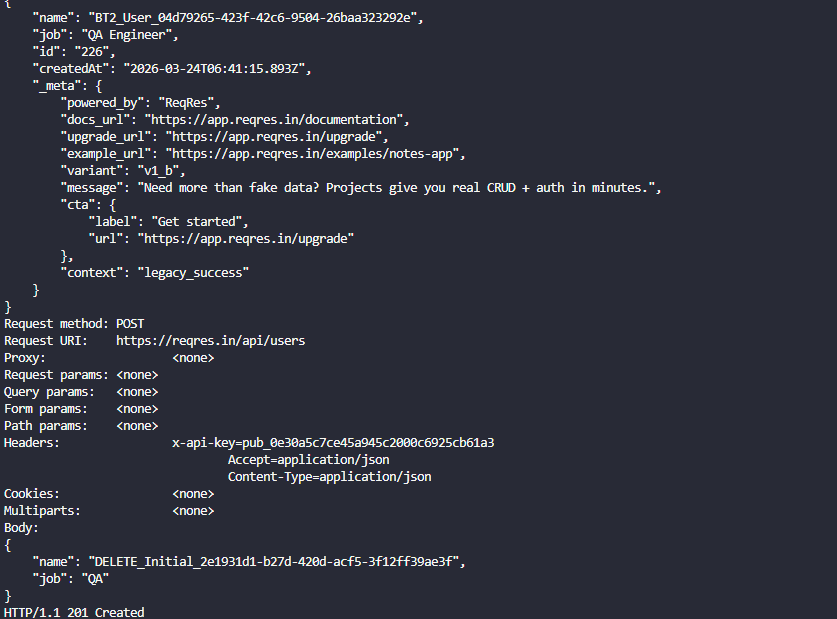 {
"name": "BT2_User_04d79265-423f-42c6-9504-26baa323292e",
"job": "QA Engineer",
"id": "226",
"createdAt": "2026-03-24T06:41:15.893Z",
"_meta": {
"powered_by": "ReqRes",
"docs_url": "https://app.reqres.in/documentation",
"upgrade_url": "https://app.reqres.in/upgrade",
"example_url": "https://app.reqres.in/examples/notes-app",
"variant": "v1_b",
"message": "Need more than fake data? Projects give you real CRUD + auth in minutes.",
"cta": {
"label": "Get started",
"url": "https://app.reqres.in/upgrade"
},
"context": "legacy_success"
}
}
Request method: POST
Request URI: https://reqres.in/api/users
Proxy: <none>
Request params: <none>
Query params: <none>
Form params: <none>
Path params: <none>
Headers: x-api-key=pub_0e30a5c7ce45a945c2000c6925cb61a3
Accept=application/json
Content-Type=application/json
Cookies: <none>
Multiparts: <none>
Body:
{
"name": "DELETE_Initial_2e1931d1-b27d-420d-acf5-3f12ff39ae3f",
"job": "QA"
}
HTTP/1.1 201 Created